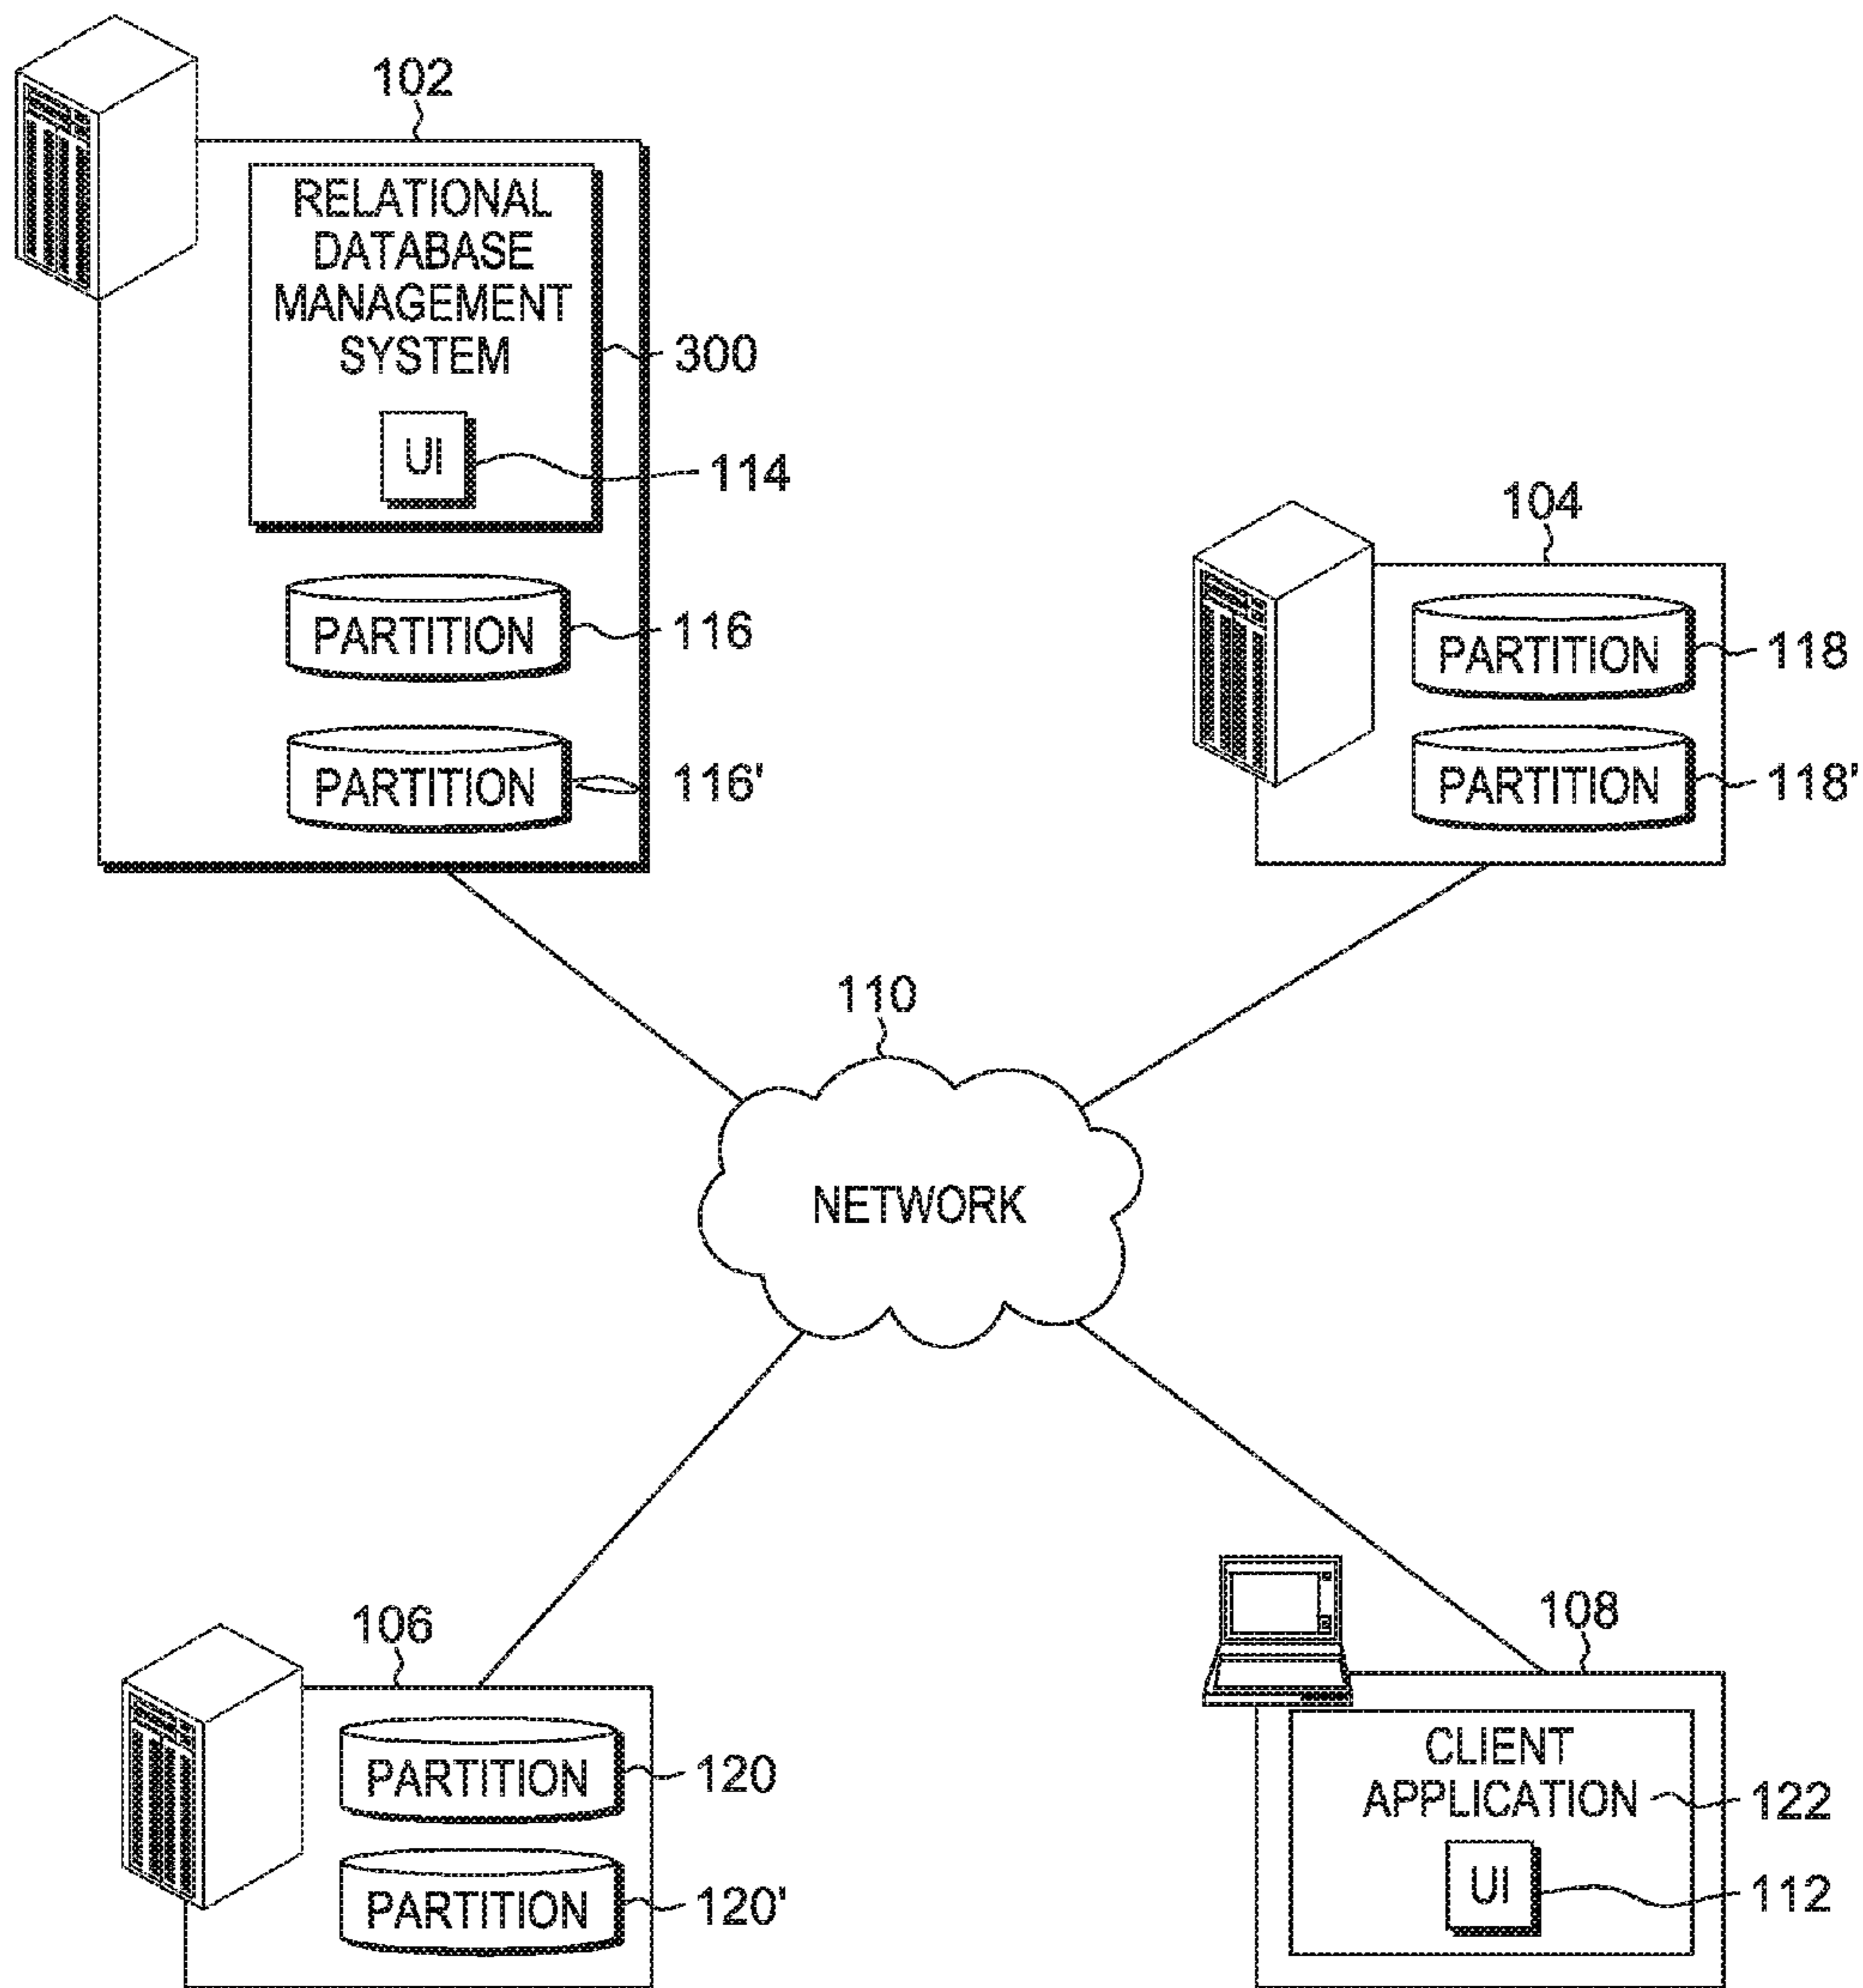 102
RELATIONAL
DATABASE
MANAGEMENT
SYSTEM
300
UI
114
PARTITION
116
PARTITION
116'
104
PARTITION
118
PARTITION
118'
110
NETWORK
106
PARTITION
120
PARTITION
120'
108
CLIENT
APPLICATION
122
UI
112